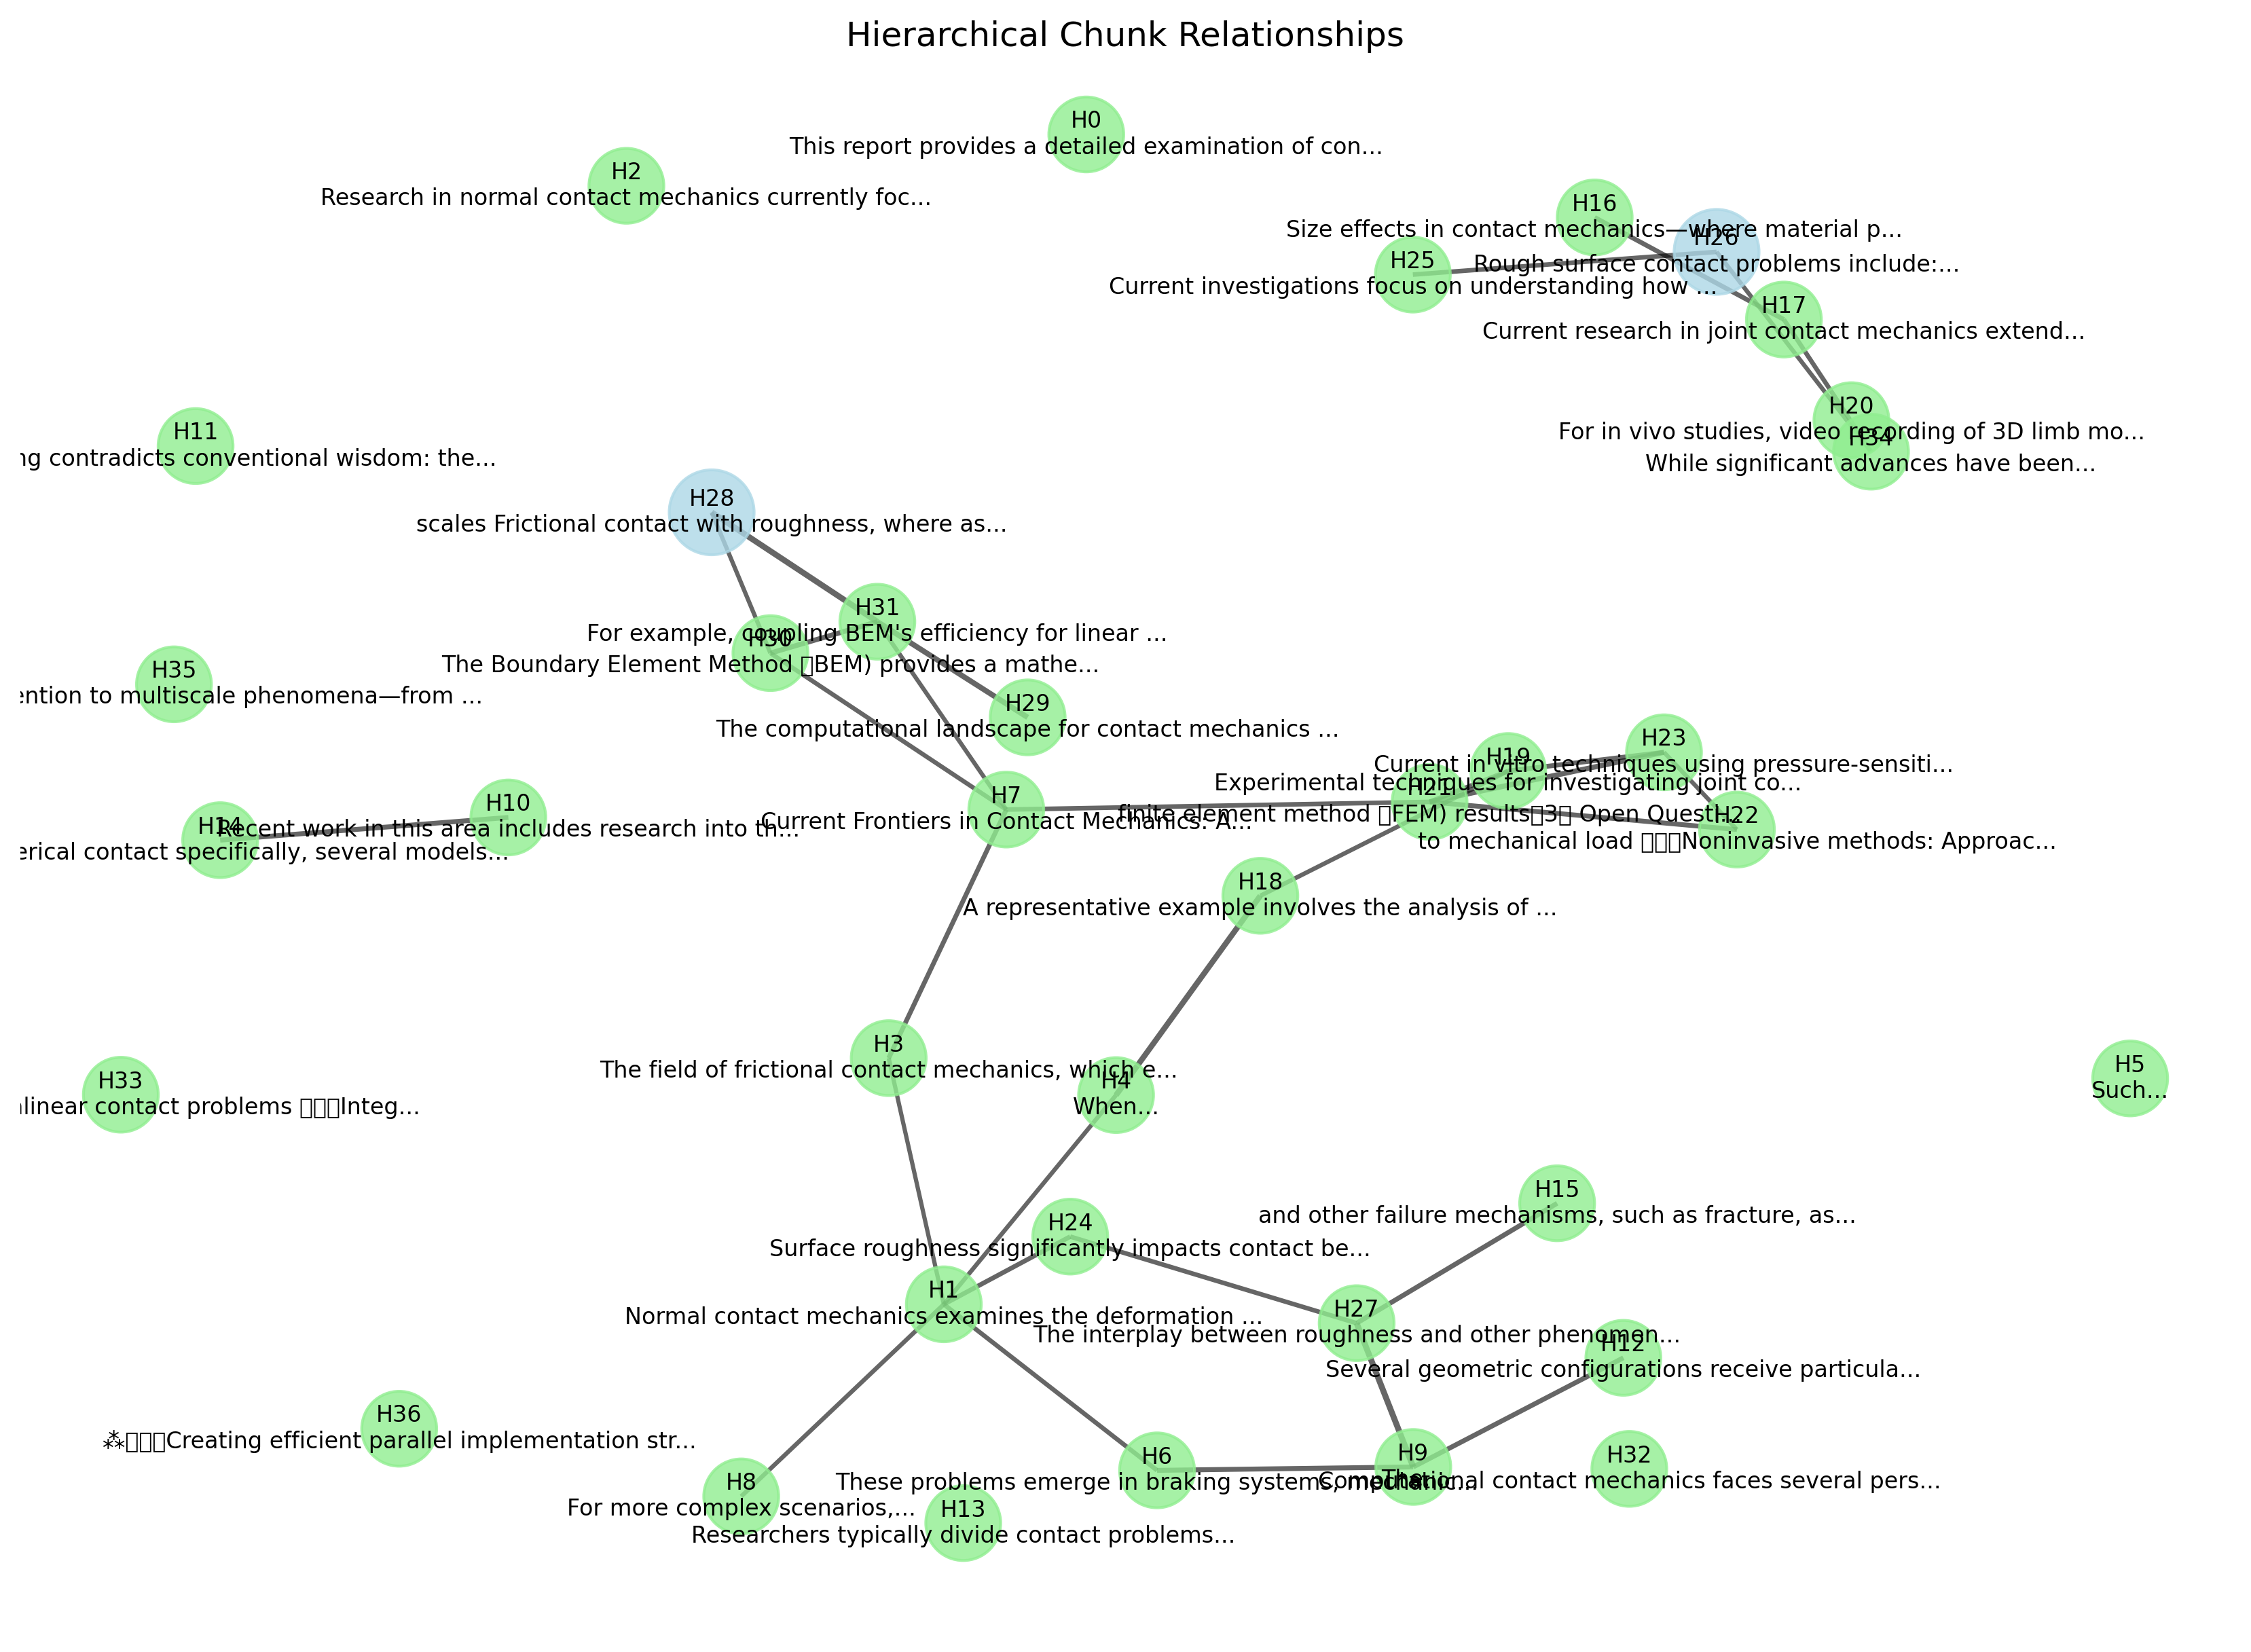 Hierarchical Chunk Relationships
H0
This report provides a detailed examination of con...
H2
Research in normal contact mechanics currently foc...
H16
Size effects in contact mechanics—where material p...
H26
Rough surface contact problems include:...
H25
Current investigations focus on understanding how ...
H17
Current research in joint contact mechanics extend...
H20
For in vivo studies, video recording of 3D limb mo...
H34
While significant advances have been...
H11
ng contradicts conventional wisdom: the...
H28
scales Frictional contact with roughness, where as...
H31
For example, coupling BEM's efficiency for linear ...
H30
The Boundary Element Method BEM) provides a mathe...
H35
ention to multiscale phenomena—from ...
H29
The computational landscape for contact mechanics ...
H23
Current in vitro techniques using pressure-sensiti...
H19
Experimental techniques for investigating joint co...
H21
finite element method FEM) results 3 Open Questi...
H7
Current Frontiers in Contact Mechanics: A...
H10
Recent work in this area includes research into th...
H14
erical contact specifically, several models...
H22
to mechanical load Noninvasive methods: Approac...
H18
A representative example involves the analysis of ...
H3
The field of frictional contact mechanics, which e...
H4
When...
H5
Such...
H33
linear contact problems Integ...
H15
and other failure mechanisms, such as fracture, as...
H24
Surface roughness significantly impacts contact be...
H1
Normal contact mechanics examines the deformation ...
H27
The interplay between roughness and other phenomen...
H12
Several geometric configurations receive particula...
H36
⁂Creating efficient parallel implementation str...
H6
These problems emerge in braking systems, mechanic...
H9
H32
Computational contact mechanics faces several pers...
H8
For more complex scenarios,...
H13
Researchers typically divide contact problems...